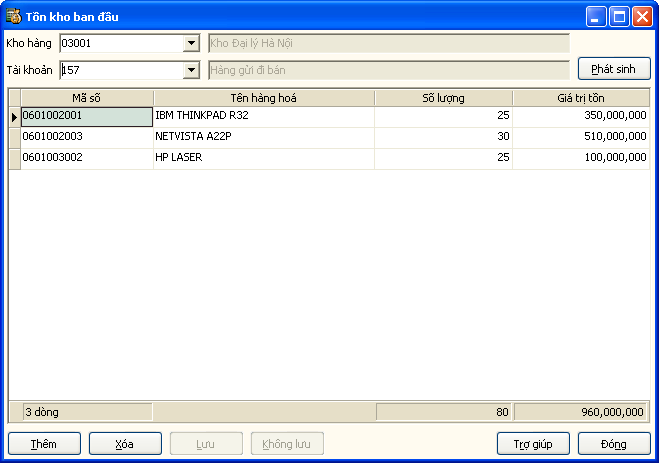 Tồn kho ban đầu
Kho hàng 03001 Kho Đại lý Hà Nội
Tài khoản 157 Hàng gửi đi bán Phát sinh
Mã số Tên hàng hoá Số lượng Giá trị tồn
0601002001 IBM THINKPAD R32 25 350,000,000
0601002003 NETVISTA A22P 30 510,000,000
0601003002 HP LASER 25 100,000,000
3 dòng 80 960,000,000
Thêm Xóa Lưu Không lưu Trợ giúp Đóng